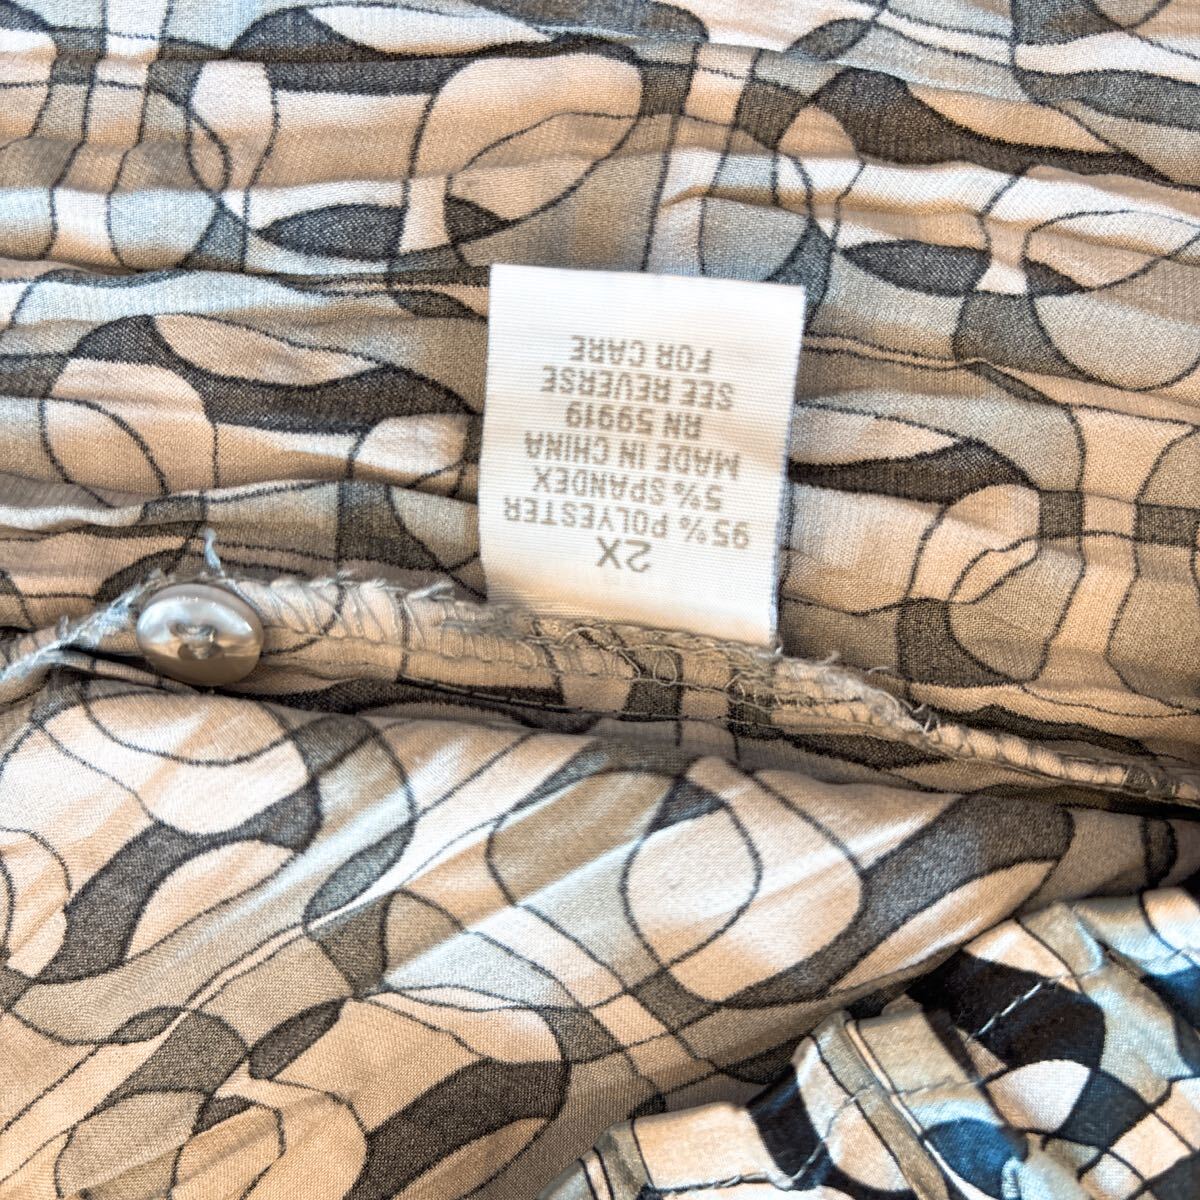 2X
95% POLYESTER
5% SPANDEX
MADE IN CHINA
RN 59919
SEE REVERSE
FOR CARE